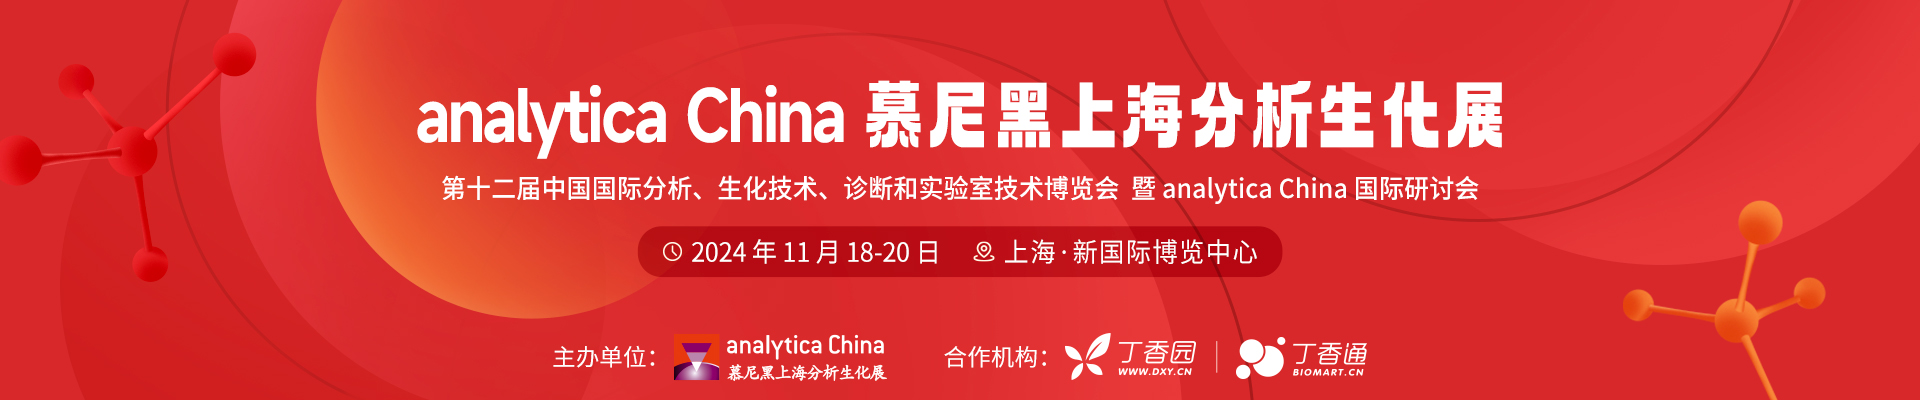 analytica China 慕尼黑上海分析生化展
第十二届中国国际分析、生化技术、诊断和实验室技术博览会 暨 analytica China 国际研讨会
2024 年 11 月 18-20 日 上海·新国际博览中心
主办单位： analytica China 慕尼黑上海分析生化展 合作机构： 丁香园 WWW.DXY.CN 丁香通 BIOMART.CN